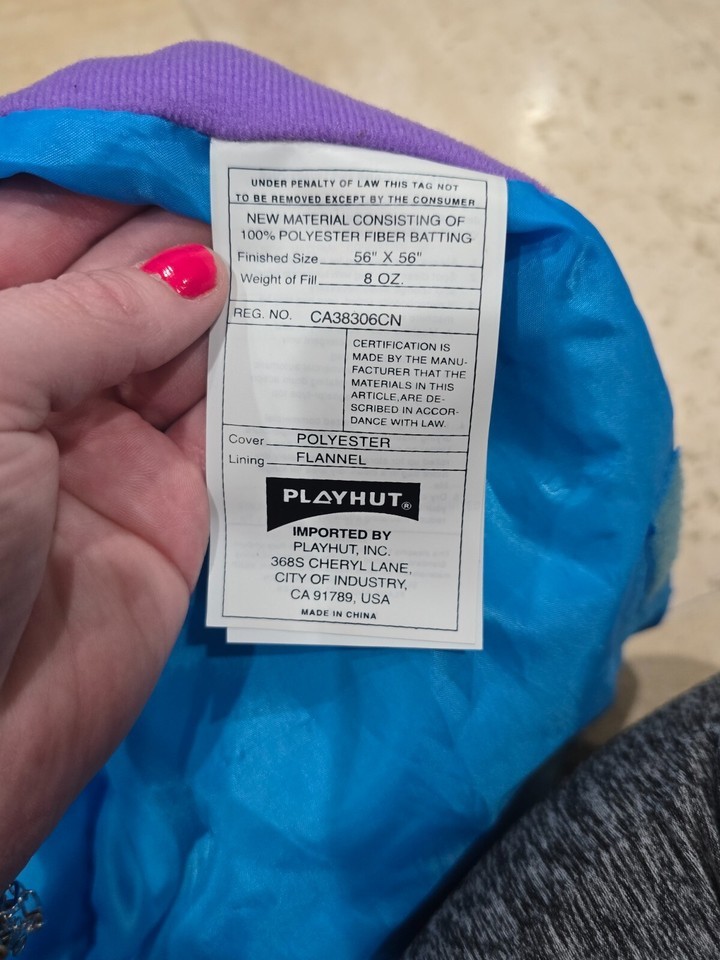 UNDER PENALTY OF LAW THIS TAG NOT
TO BE REMOVED EXCEPT BY THE CONSUMER
NEW MATERIAL CONSISTING OF
100% POLYESTER FIBER BATTING
Finished Size 56" X 56"
Weight of Fill 8 OZ.
REG. NO. CA38306CN
CERTIFICATION IS
MADE BY THE MANU-
FACTURER THAT THE
MATERIALS IN THIS
ARTICLE,ARE DE-
SCRIBED IN ACCOR-
DANCE WITH LAW.
Cover POLYESTER
Lining FLANNEL
PLAYHUT®
IMPORTED BY
PLAYHUT, INC.
368S CHERYL LANE,
CITY OF INDUSTRY,
CA 91789, USA
MADE IN CHINA